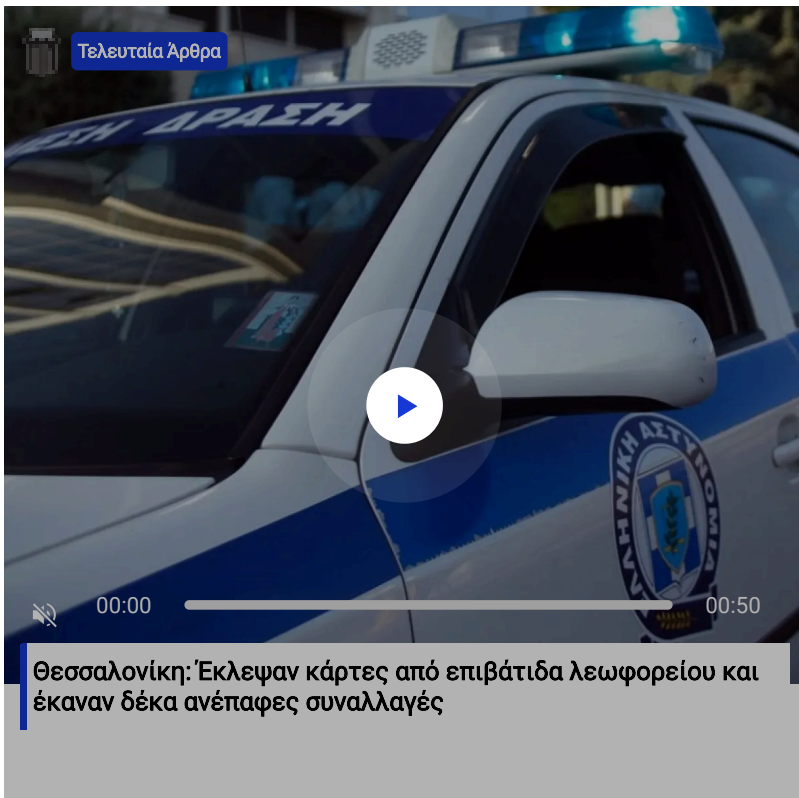 Τελευταία Άρθρα
ΔΡΑΣΗ
ΕΛΛΗΝΙΚΗ ΑΣΤΥΝΟΜΙΑ
00:00
00:50
Θεσσαλονίκη: Έκλεψαν κάρτες από επιβάτιδα λεωφορείου και
έκαναν δέκα ανέπαφες συναλλαγές